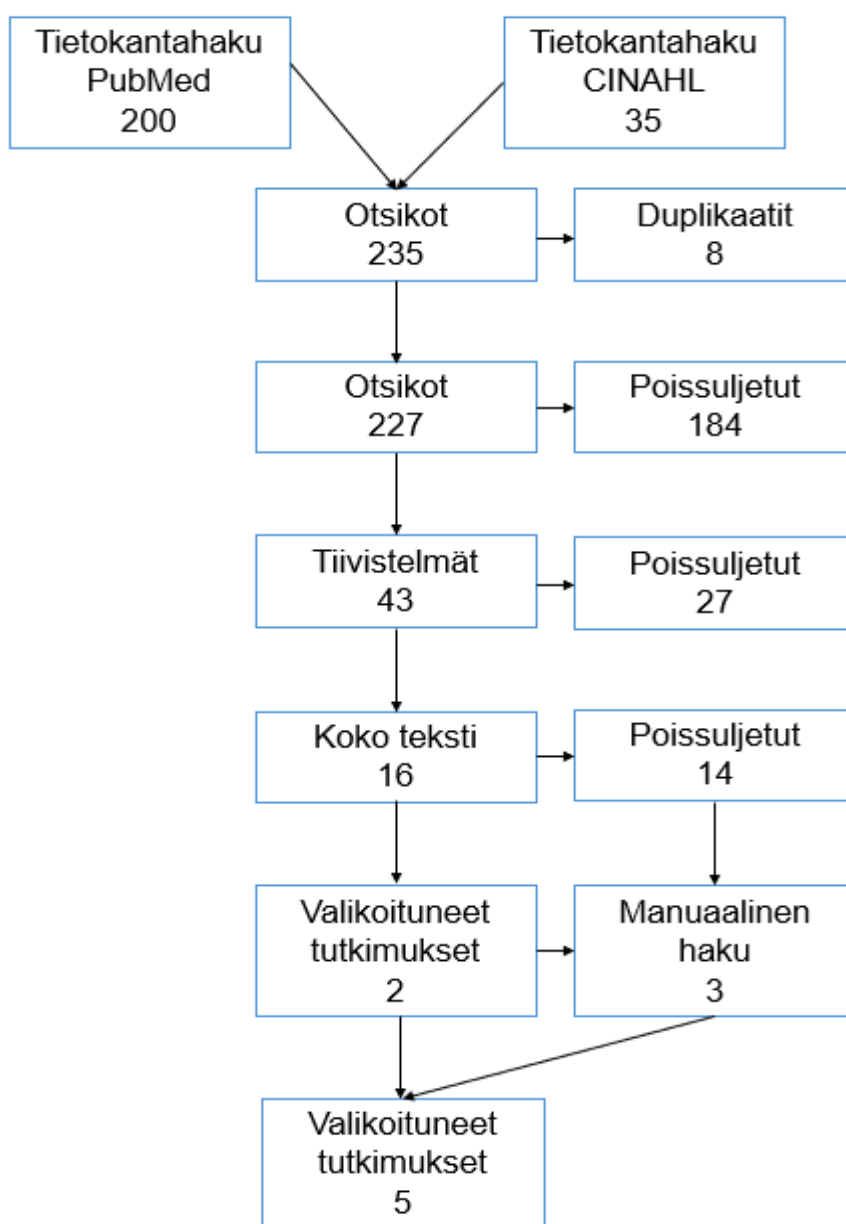 Tietokantahaku
PubMed
200
Tietokantahaku
CINAHL
35
Otsikot
235
Duplikaatit
8
Otsikot
227
Poissuljetut
184
Tiivistelmät
43
Poissuljetut
27
Koko teksti
16
Poissuljetut
14
Valikoituneet
tutkimukset
2
Manuaalinen
haku
3
Valikoituneet
tutkimukset
5